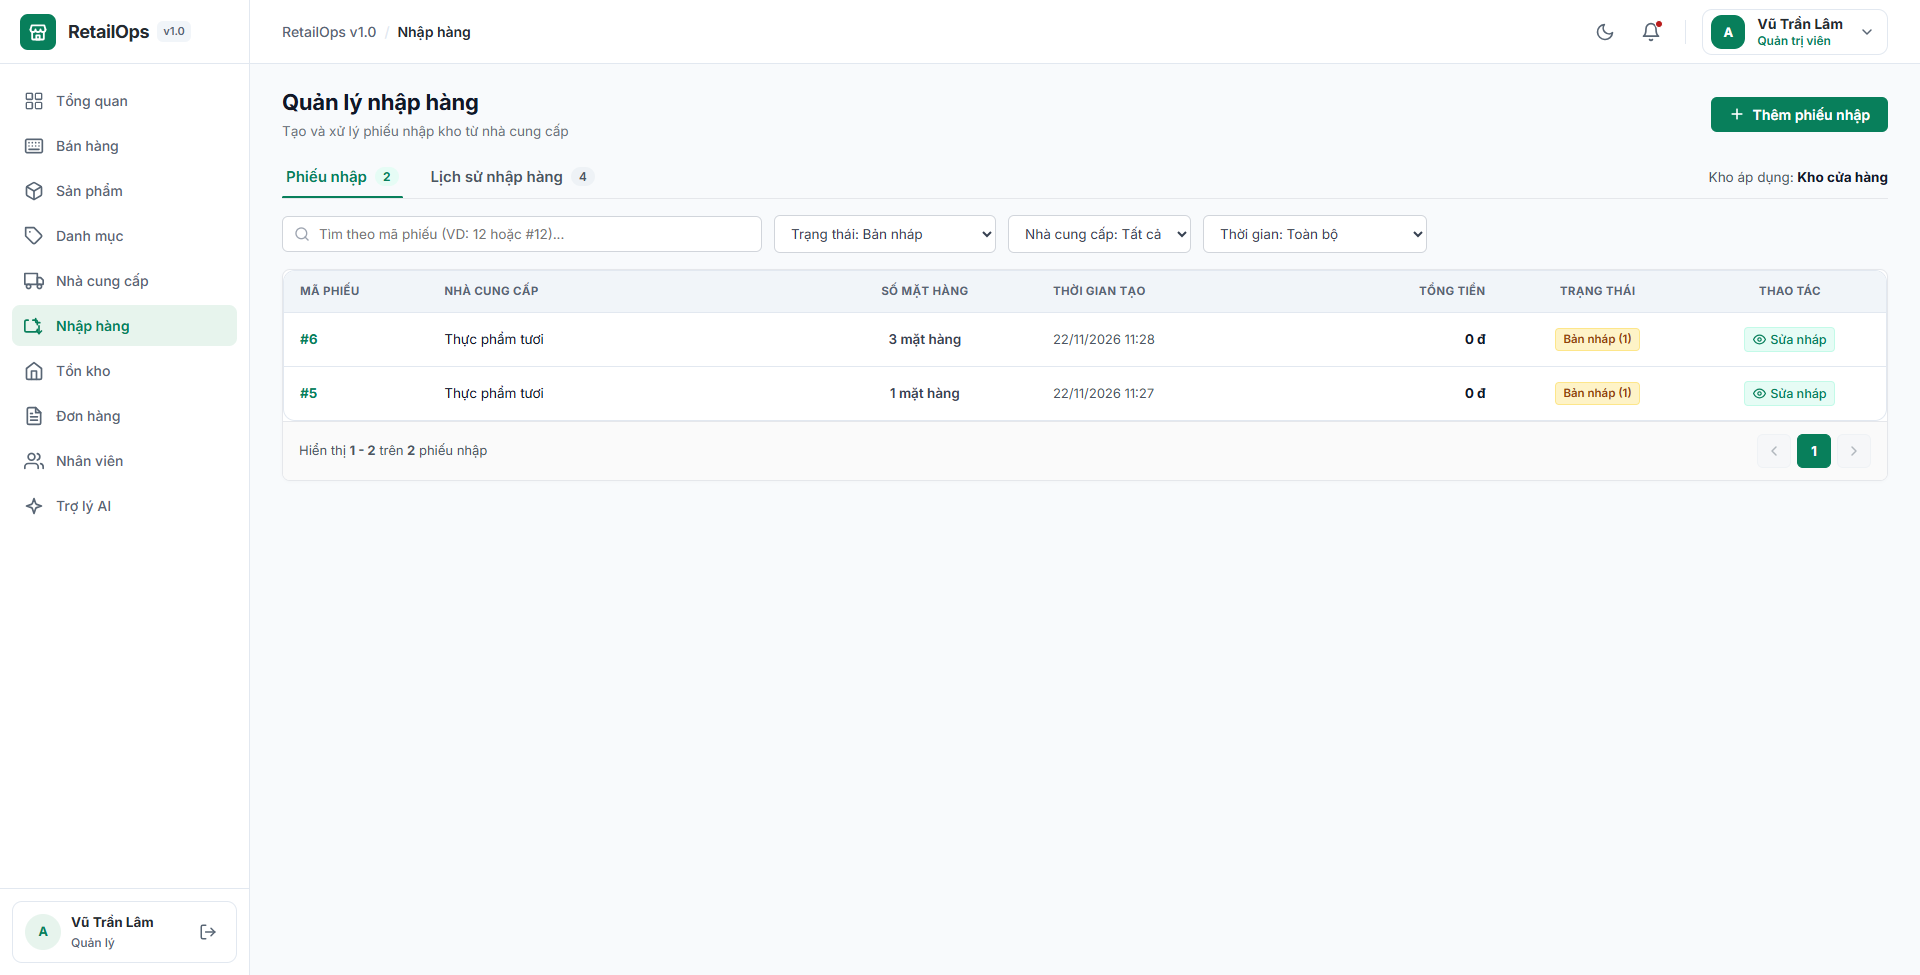 RetailOps v1.0
RetailOps v1.0 / Nhập hàng
A Vũ Trần Lâm
Quản trị viên
Tổng quan
Bán hàng
Sản phẩm
Danh mục
Nhà cung cấp
Nhập hàng
Tồn kho
Đơn hàng
Nhân viên
Trợ lý AI
A Vũ Trần Lâm
Quản lý
Quản lý nhập hàng
Tạo và xử lý phiếu nhập kho từ nhà cung cấp
+ Thêm phiếu nhập
Phiếu nhập 2 Lịch sử nhập hàng 4
Kho áp dụng: Kho cửa hàng
Tìm theo mã phiếu (VD: 12 hoặc #12)... Trạng thái: Bản nháp Nhà cung cấp: Tất cả Thời gian: Toàn bộ
MÃ PHIẾU NHÀ CUNG CẤP SỐ MẶT HÀNG THỜI GIAN TẠO TỔNG TIỀN TRẠNG THÁI THAO TÁC
#6 Thực phẩm tươi 3 mặt hàng 22/11/2026 11:28 0 đ Bản nháp (1) Sửa nháp
#5 Thực phẩm tươi 1 mặt hàng 22/11/2026 11:27 0 đ Bản nháp (1) Sửa nháp
Hiển thị 1 - 2 trên 2 phiếu nhập
1